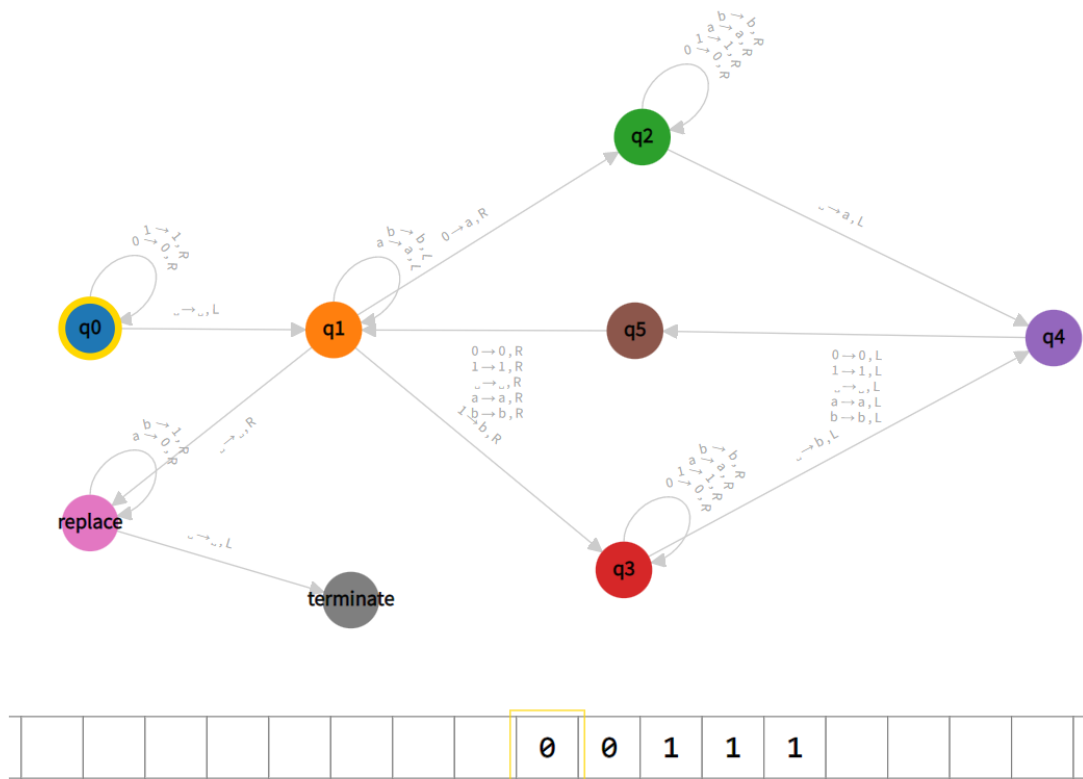 b→b,R
a→a,R
1→1,R
0→0,R
q2
1→1,R
0→0,R
b→b,L
a→a,L
0→a,R
␣→a,L
␣→␣,L
q0
q1
q5
q4
0→0,R
1→1,R
␣→␣,R
a→a,R
b→b,R
0→0,L
1→1,L
␣→␣,L
a→a,L
b→b,L
1→b,R
b→1,R
a→0,R
␣→␣,R
␣→b,L
b→b,R
a→a,R
1→1,R
0→0,R
replace
␣→␣,L
q3
terminate
0 0 1 1 1